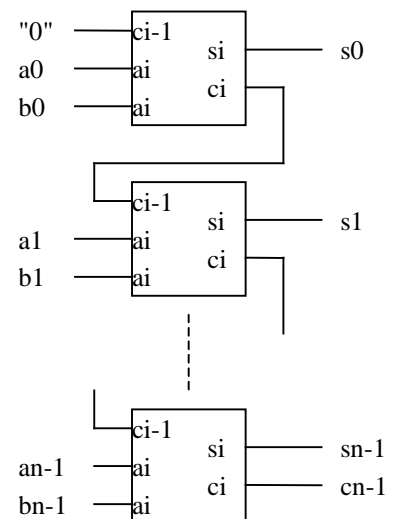 "0" ci-1 si s0
a0 ai ci
b0 ai
ci-1 si s1
a1 ai ci
b1 ai
ci-1 si sn-1
an-1 ai ci cn-1
bn-1 ai